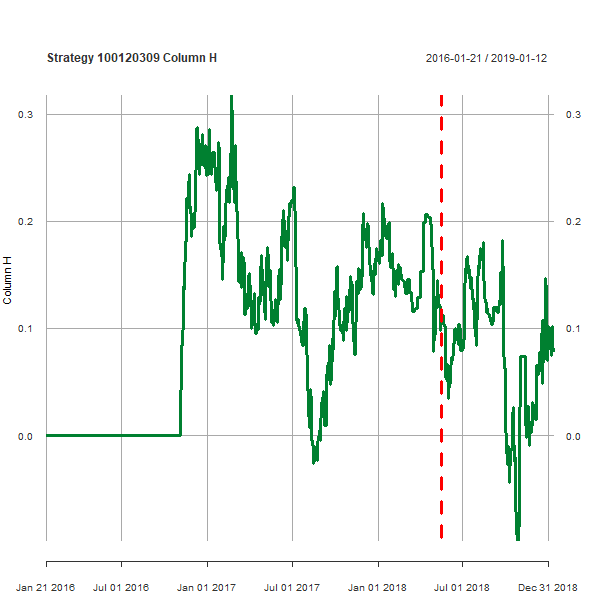 Strategy 100120309 Column H 2016-01-21 / 2019-01-12
0.3 0.3
0.2 0.2
Column H
0.1 0.1
0.0 0.0
Jan 21 2016 Jul 01 2016 Jan 01 2017 Jul 01 2017 Jan 01 2018 Jul 01 2018 Dec 31 2018